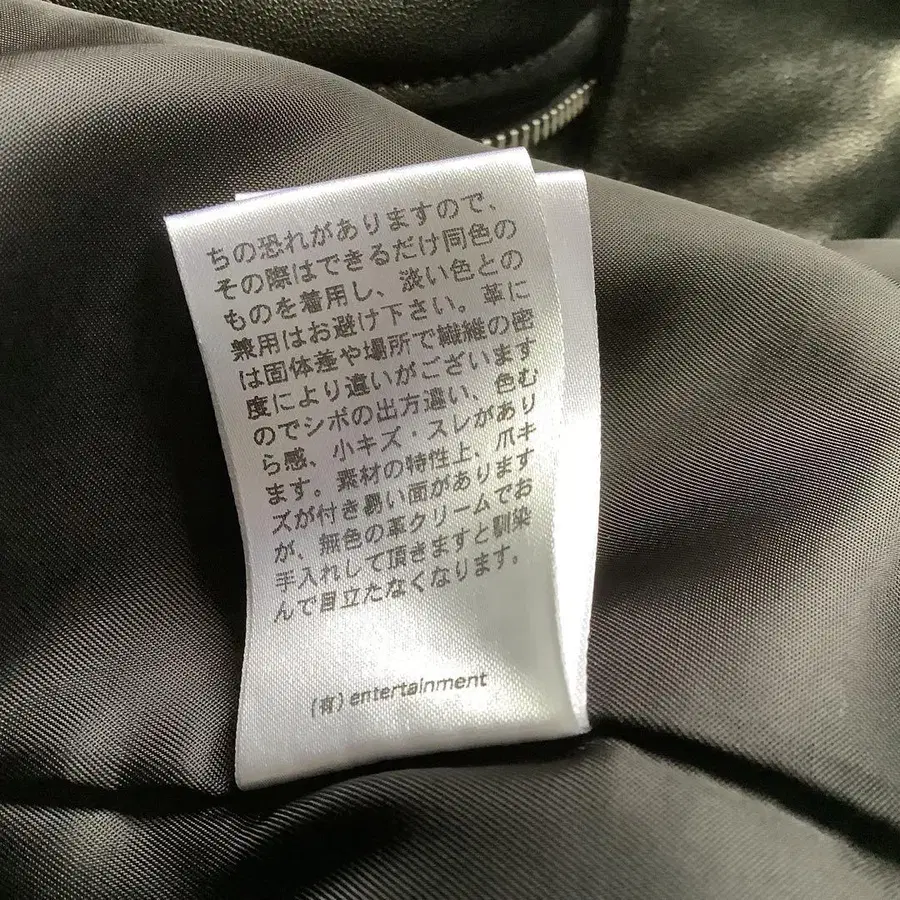 ちの恐れがありますので、
その際はできるだけ同色の
ものを着用し、淡い色との
兼用はお避け下さい。革に
は固体差や場所で繊維の密
度により違いがございます
のでシボの出方違い、色む
ら感、小キズ・スレがあり
ます。素材の特性上、爪キ
ズが付き易い面があります
が、無色の革クリームでお
手入れして頂きますと馴染
んで目立たなくなります。
(有) entertainment